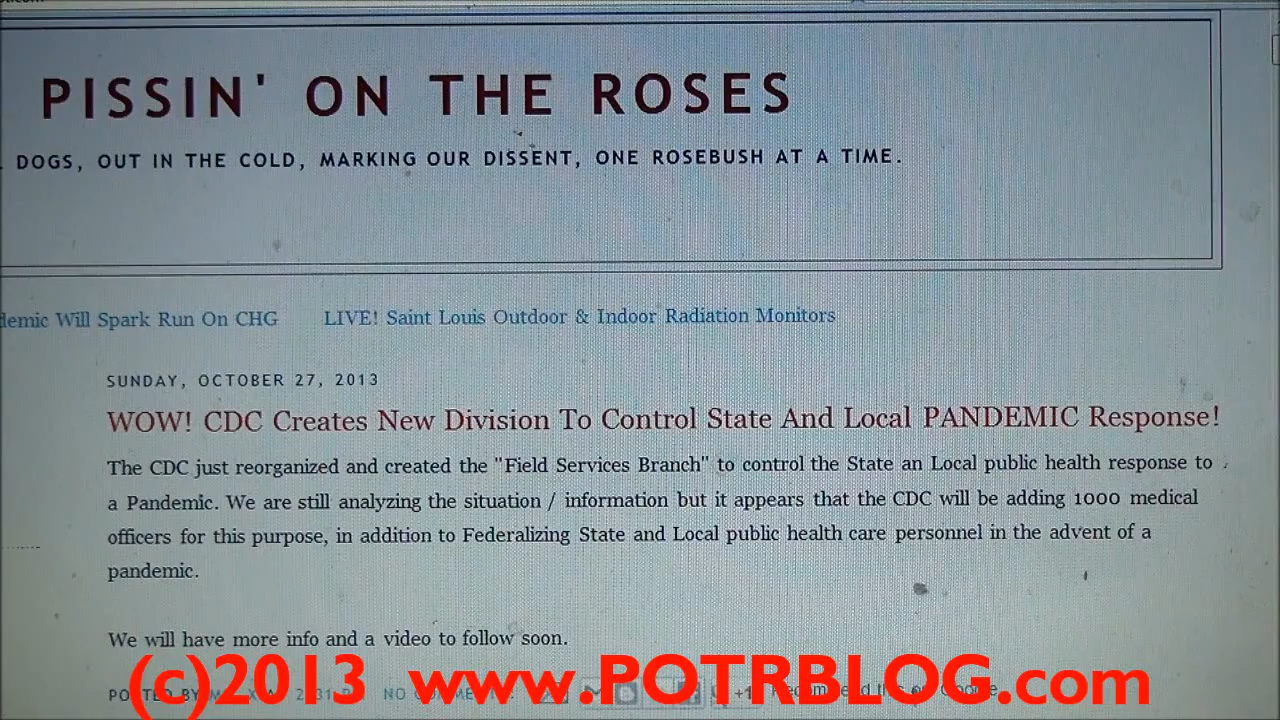 PISSIN' ON THE ROSES
DOGS, OUT IN THE COLD, MARKING OUR DISSENT, ONE ROSEBUSH AT A TIME.
Will Spark Run On CHG LIVE! Saint Louis Outdoor & Indoor Radiation Monitors
SUNDAY, OCTOBER 27, 2013
WOW! CDC Creates New Division To Control State And Local PANDEMIC Response!
The CDC just reorganized and created the "Field Services Branch" to control the State an Local public health response to
a Pandemic. We are still analyzing the situation / information but it appears that the CDC will be adding 1000 medical
officers for this purpose, in addition to Federalizing State and Local public health care personnel in the advent of a
pandemic.
We will have more info and a video to follow soon.
(c)2013 www.POTRBLOG.com